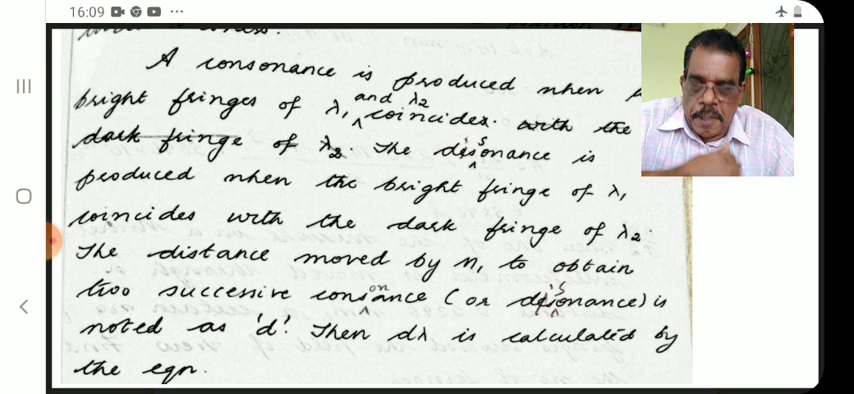 16:09
A consonance is produced when
bright fringes of λ₁ and λ₂ coincides. with the
dark fringe of λ₂. The dissonance is
produced when the bright fringe of λ₁
coincides with the dark fringe of λ₂.
The distance moved by M₁ to obtain
two successive consonance (or dissonance) is
noted as 'd'. Then dλ is calculated by
the eqn.